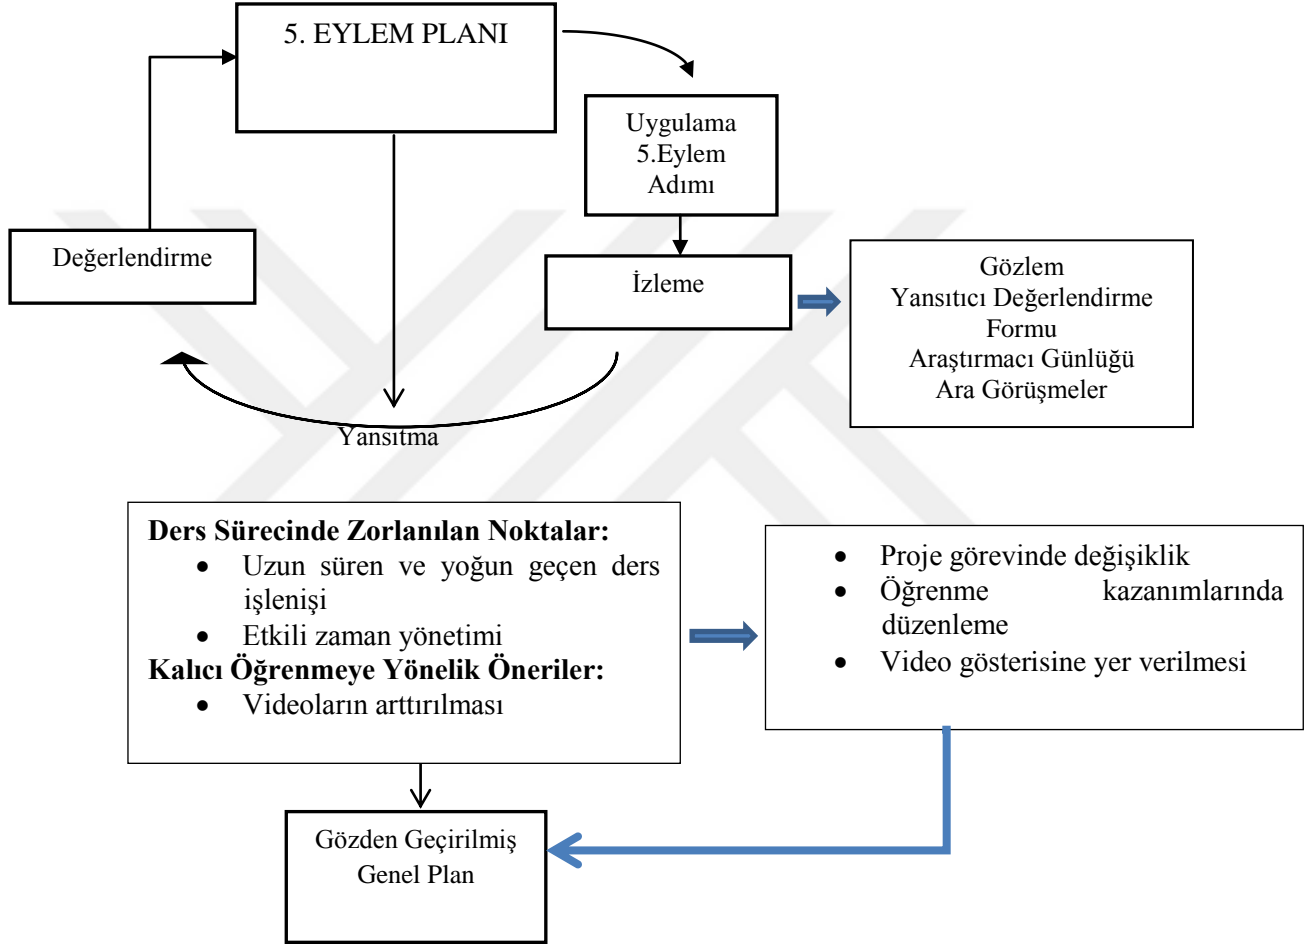 5. EYLEM PLANI
Uygulama
5.Eylem
Adımı
Değerlendirme
İzleme
Gözlem
Yansıtıcı Değerlendirme
Formu
Araştırmacı Günlüğü
Ara Görüşmeler
Yansıtma
Ders Sürecinde Zorlanılan Noktalar:
• Uzun süren ve yoğun geçen ders
işlenişi
• Etkili zaman yönetimi
Kalıcı Öğrenmeye Yönelik Öneriler:
• Videoların arttırılması
• Proje görevinde değişiklik
• Öğrenme kazanımlarında
düzenleme
• Video gösterisine yer verilmesi
Gözden Geçirilmiş
Genel Plan